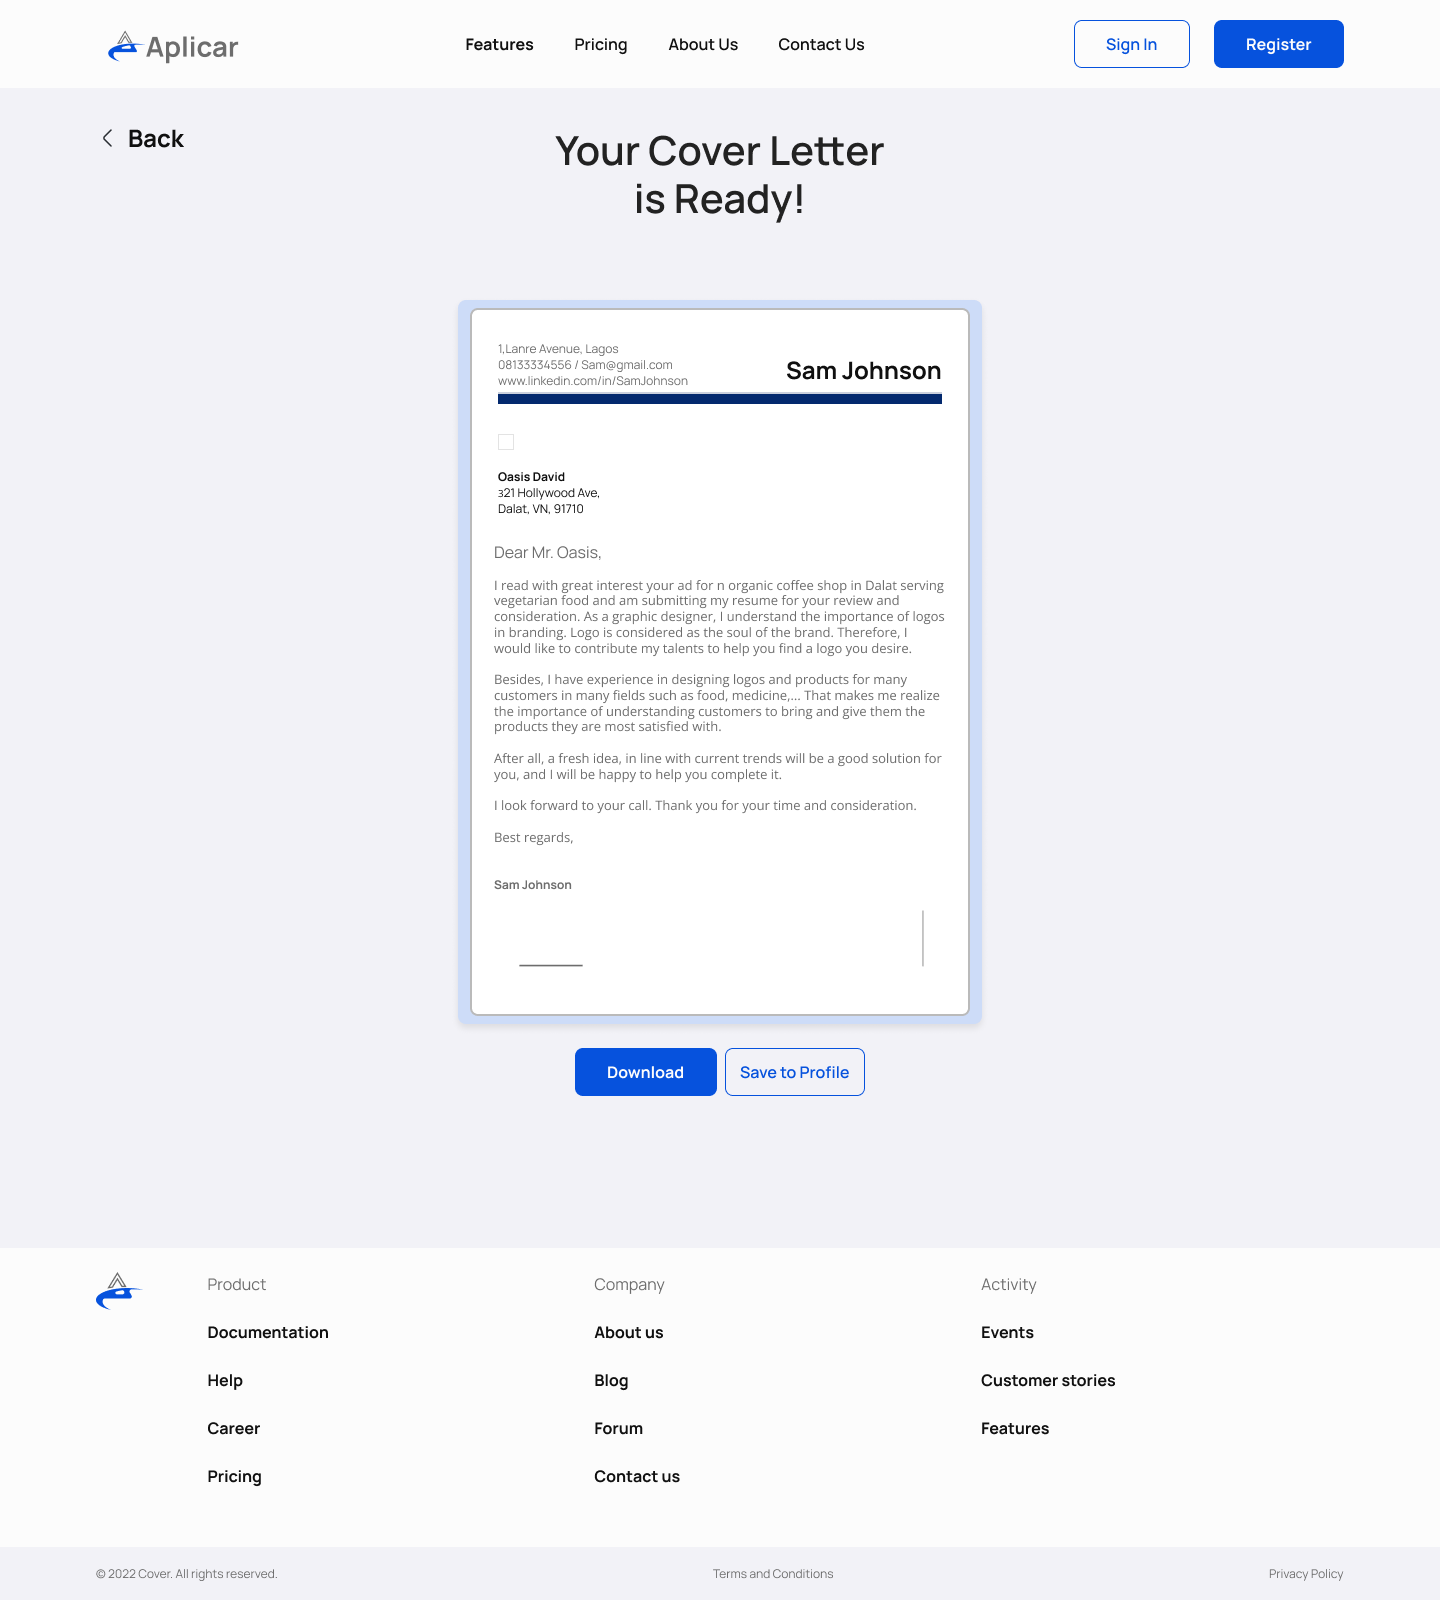 Aplicar
Features
Pricing
About Us
Contact Us
Sign In
Register
Back
Your Cover Letter
is Ready!
1,Lanre Avenue, Lagos
08133334556 / Sam@gmail.com
www.linkedin.com/in/SamJohnson
Sam Johnson
Oasis David
321 Hollywood Ave,
Dalat, VN, 91710
Dear Mr. Oasis,
I read with great interest your ad for n organic coffee shop in Dalat serving
vegetarian food and am submitting my resume for your review and
consideration. As a graphic designer, I understand the importance of logos
in branding. Logo is considered as the soul of the brand. Therefore, I
would like to contribute my talents to help you find a logo you desire.
Besides, I have experience in designing logos and products for many
customers in many fields such as food, medicine,... That makes me realize
the importance of understanding customers to bring and give them the
products they are most satisfied with.
After all, a fresh idea, in line with current trends will be a good solution for
you, and I will be happy to help you complete it.
I look forward to your call. Thank you for your time and consideration.
Best regards,
Sam Johnson
Download
Save to Profile
Product
Documentation
Help
Career
Pricing
Company
About us
Blog
Forum
Contact us
Activity
Events
Customer stories
Features
© 2022 Cover. All rights reserved.
Terms and Conditions
Privacy Policy